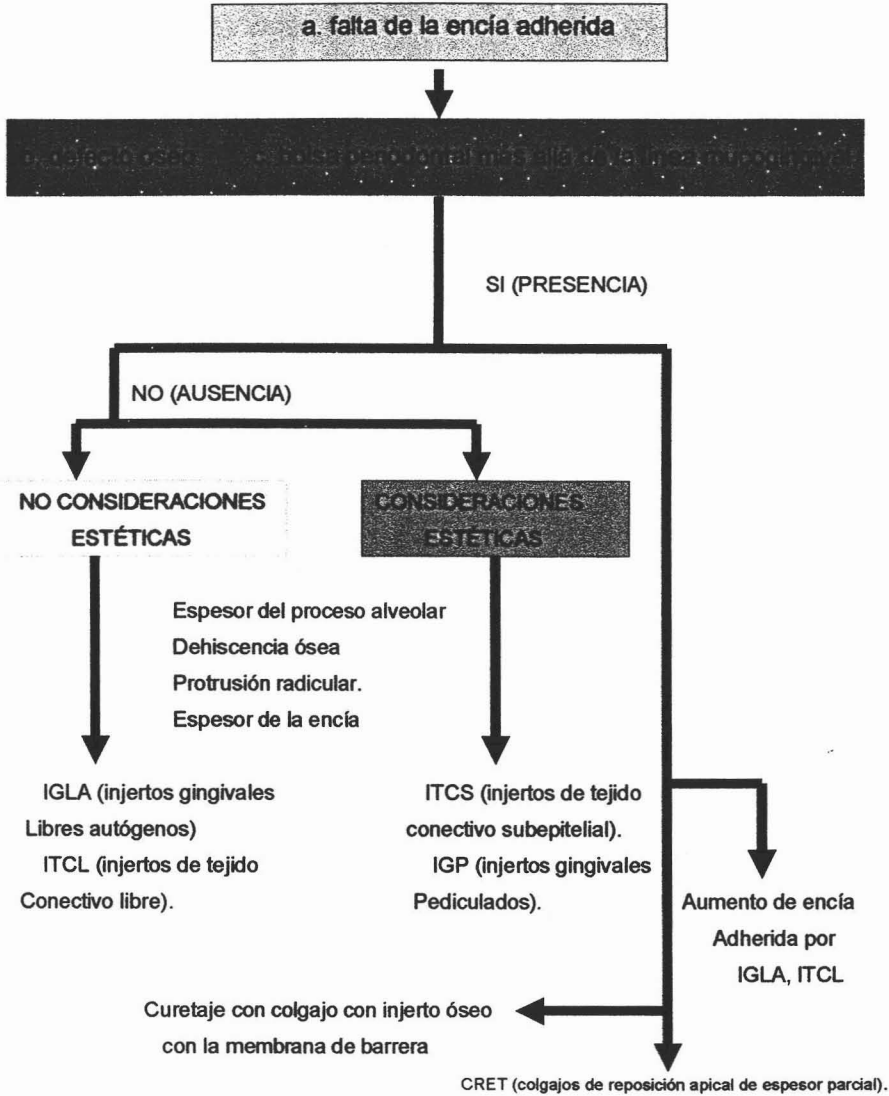 a. falta de la encía adherida
b. defecto óseo c. bolsa periodontal más allá de la línea mucogingival
SI (PRESENCIA)
NO (AUSENCIA)
NO CONSIDERACIONES
ESTÉTICAS
CONSIDERACIONES
ESTÉTICAS
Espesor del proceso alveolar
Dehiscencia ósea
Protrusión radicular.
Espesor de la encía
IGLA (injertos gingivales
Libres autógenos)
ITCL (injertos de tejido
Conectivo libre).
ITCS (injertos de tejido
conectivo subepitelial).
IGP (injertos gingivales
Pediculados).
Aumento de encía
Adherida por
IGLA, ITCL
Curetaje con colgajo con injerto óseo
con la membrana de barrera
CRET (colgajos de reposición apical de espesor parcial).